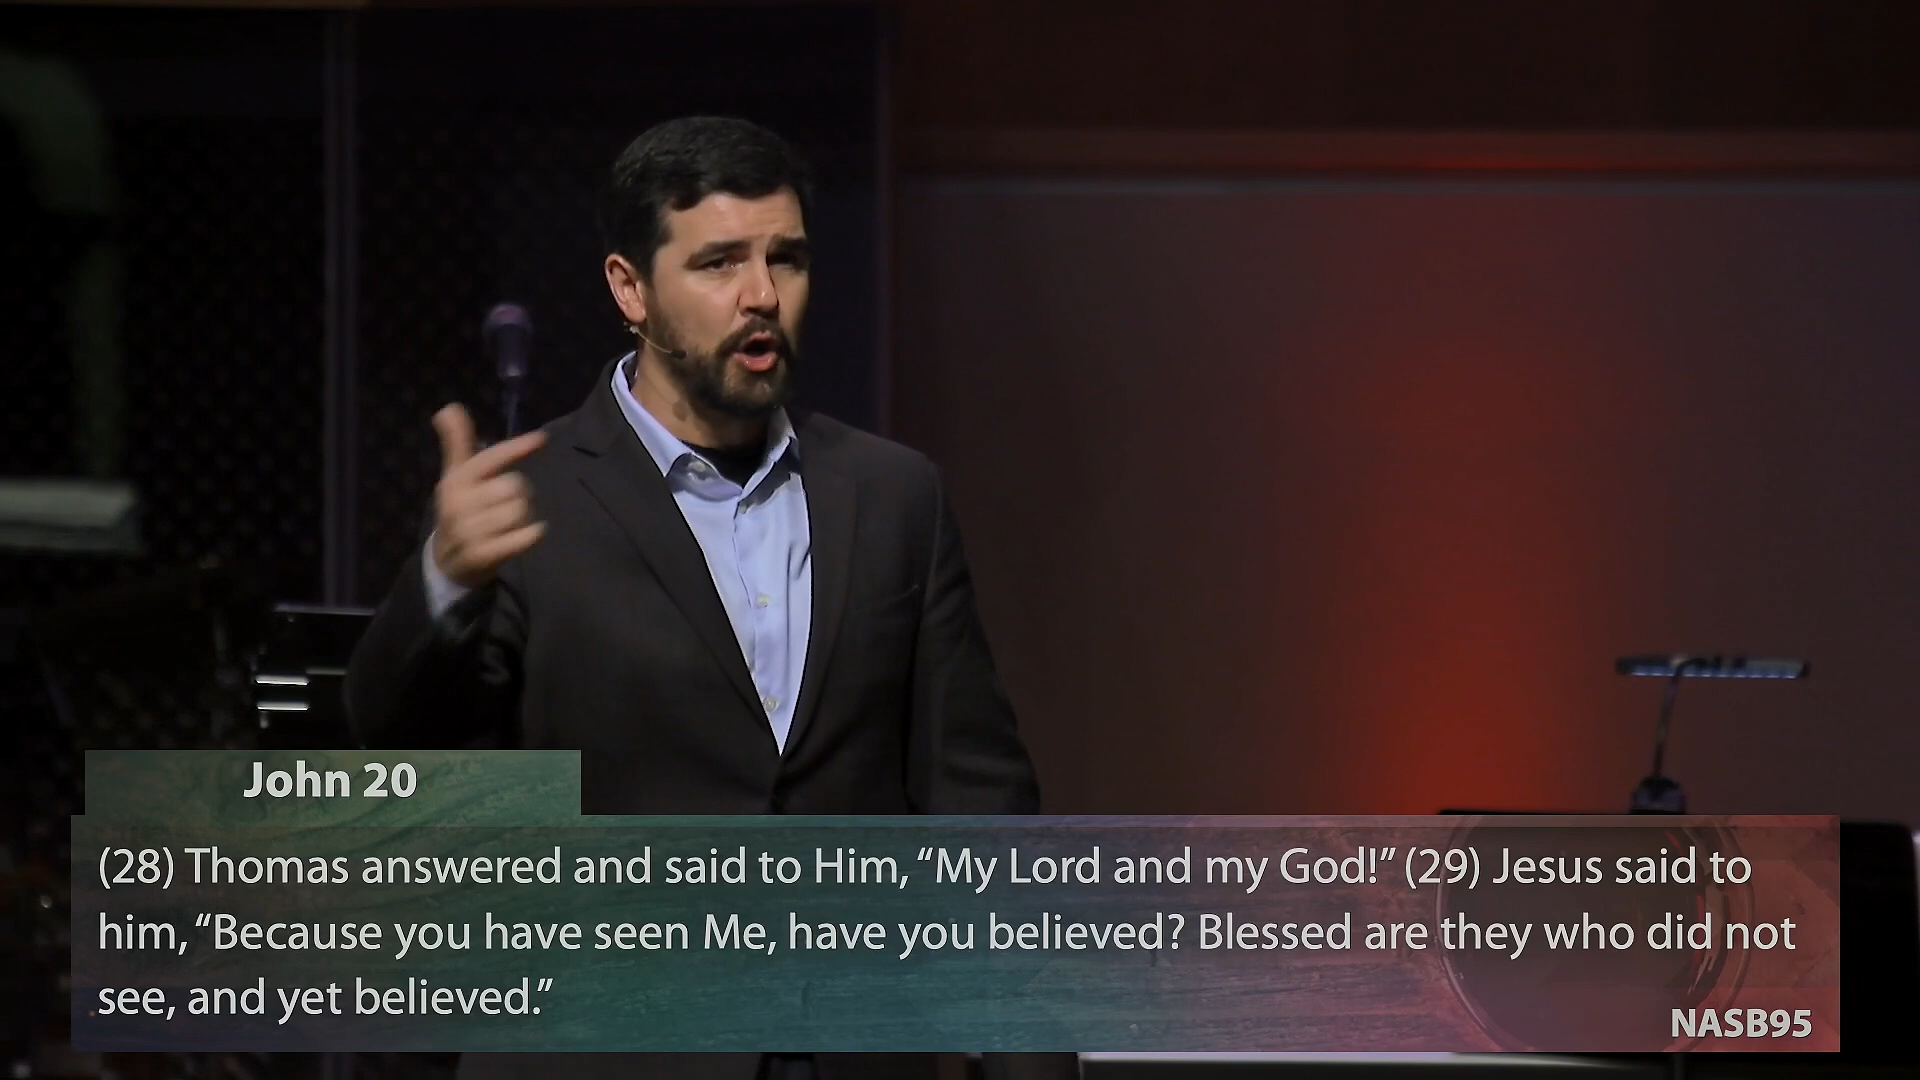 John 20
(28) Thomas answered and said to Him, “My Lord and my God!” (29) Jesus said to
him, “Because you have seen Me, have you believed? Blessed are they who did not
see, and yet believed.”
NASB95